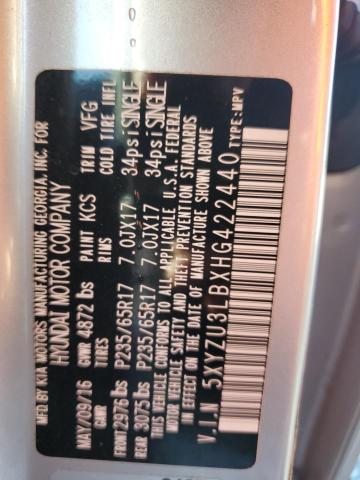 MFG BY KIA MOTORS MANUFACTURING GEORGIA, INC. FOR
HYUNDAI MOTOR COMPANY
MAY/09/16 GVWR 4872 lbs PAINT KCS TRIM VFG
GAWR TIRES RIMS COLD TIRE INFL
FRONT 2976 lbs P235/65R17 7.0JX17 34psi SINGLE
REAR 3075 lbs P235/65R17 7.0JX17 34psi SINGLE
THIS VEHICLE CONFORMS TO ALL APPLICABLE U.S.A. FEDERAL
MOTOR VEHICLE SAFETY AND THEFT PREVENTION STANDARDS
IN EFFECT ON THE DATE OF MANUFACTURE SHOWN ABOVE.
V.I.N 5XYZU3LBXHG422440 TYPE:MPV